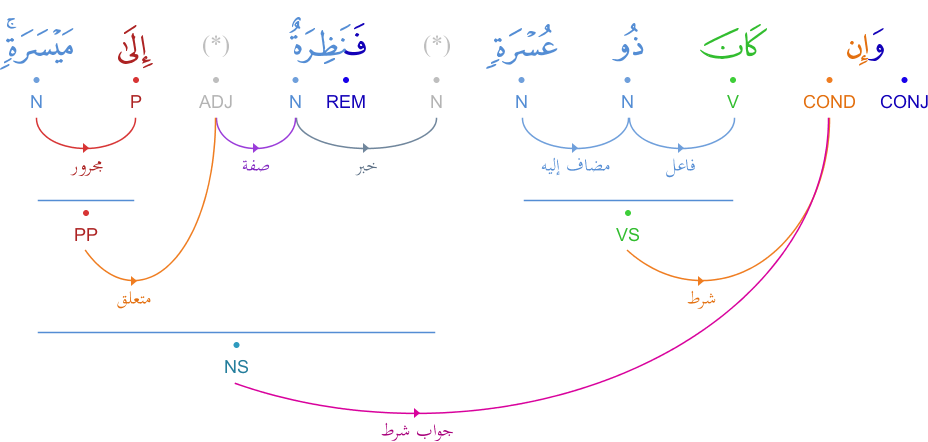 وَإِن كَانَ ذُو عُسْرَةٍ (*) فَنَظِرَةٌ (*) إِلَىٰ مَيْسَرَةٍ ۚ
CONJ COND V N N N REM N ADJ P N
فاعل مضاف إليه خبر صفة مجرور
VS PP
شرط متعلق
NS
جواب شرط